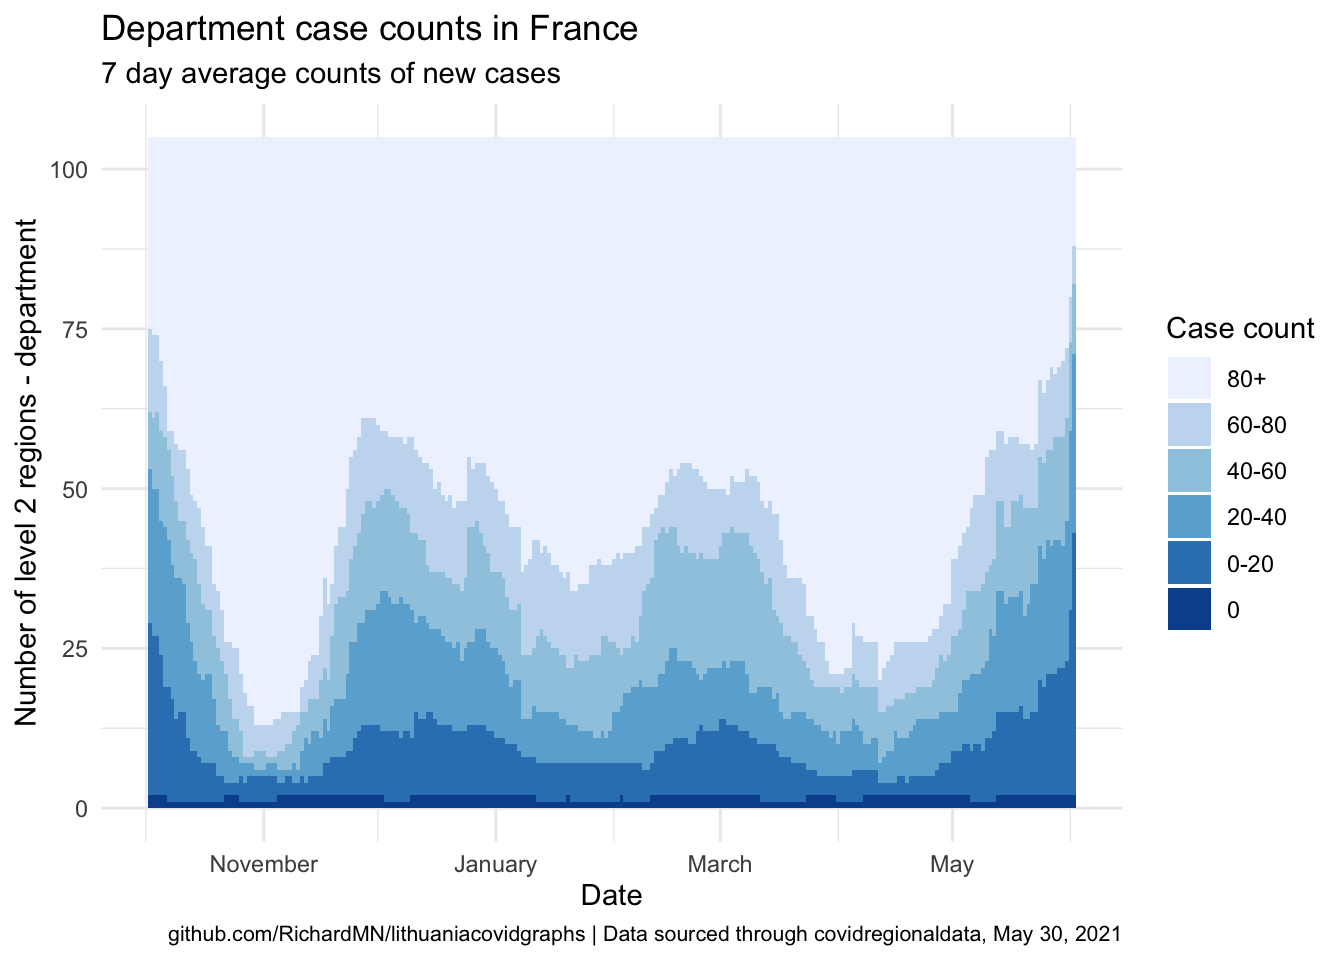 Department case counts in France
7 day average counts of new cases
Number of level 2 regions - department
100
75
50
25
0
November
January
March
May
Date
Case count
80+
60-80
40-60
20-40
0-20
0
github.com/RichardMN/lithuaniacovidgraphs | Data sourced through covidregionaldata, May 30, 2021